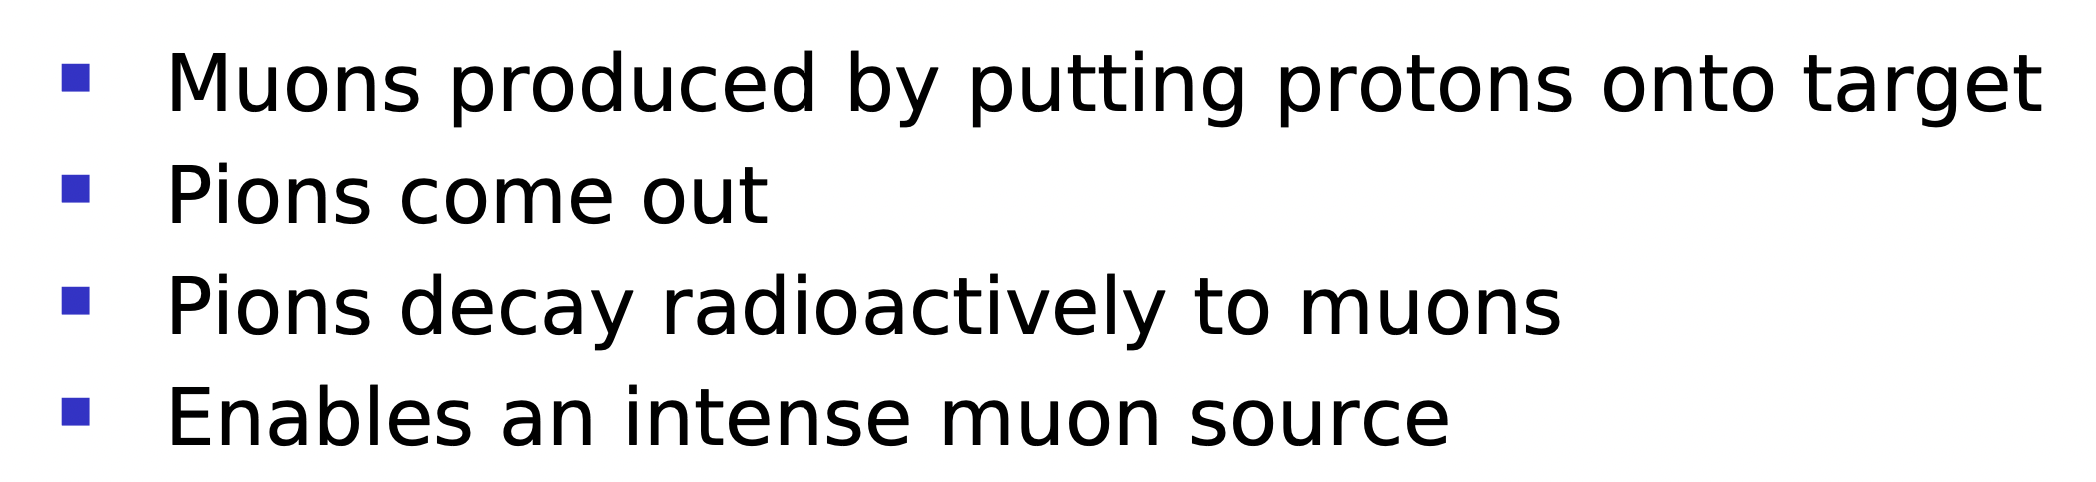 Muons produced by putting protons onto target
Pions come out
Pions decay radioactively to muons
Enables an intense muon source